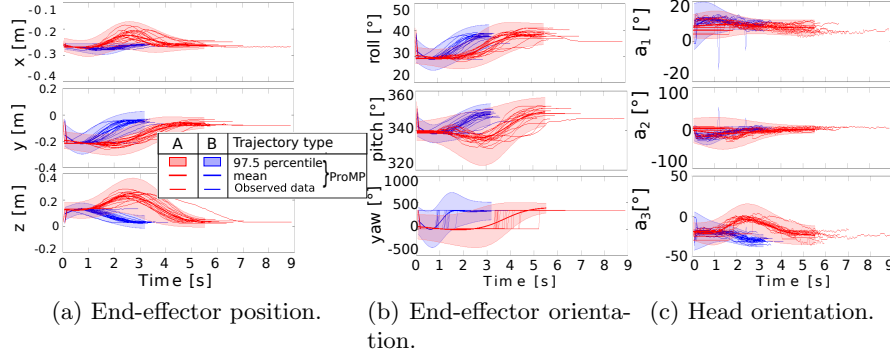 -0.1
-0.2
-0.3
-0.4
x [m]
0.2
0
-0.2
-0.4
y [m]
0.4
0.2
0
-0.2
z [m]
0 1 2 3 4 5 6 7 8 9
Time [s]
A B Trajectory type
97.5 percentile
mean
Observed data
}ProMP
(a) End-effector position.
50
40
30
20
roll [°]
360
340
320
pitch [°]
1000
500
0
-500
yaw [°]
0 1 2 3 4 5 6 7 8 9
Time [s]
(b) End-effector orienta-
tion.
20
0
-20
a1 [°]
100
0
-100
a2 [°]
50
0
-50
a3[°]
0 1 2 3 4 5 6 7 8 9
Time [s]
(c) Head orientation.